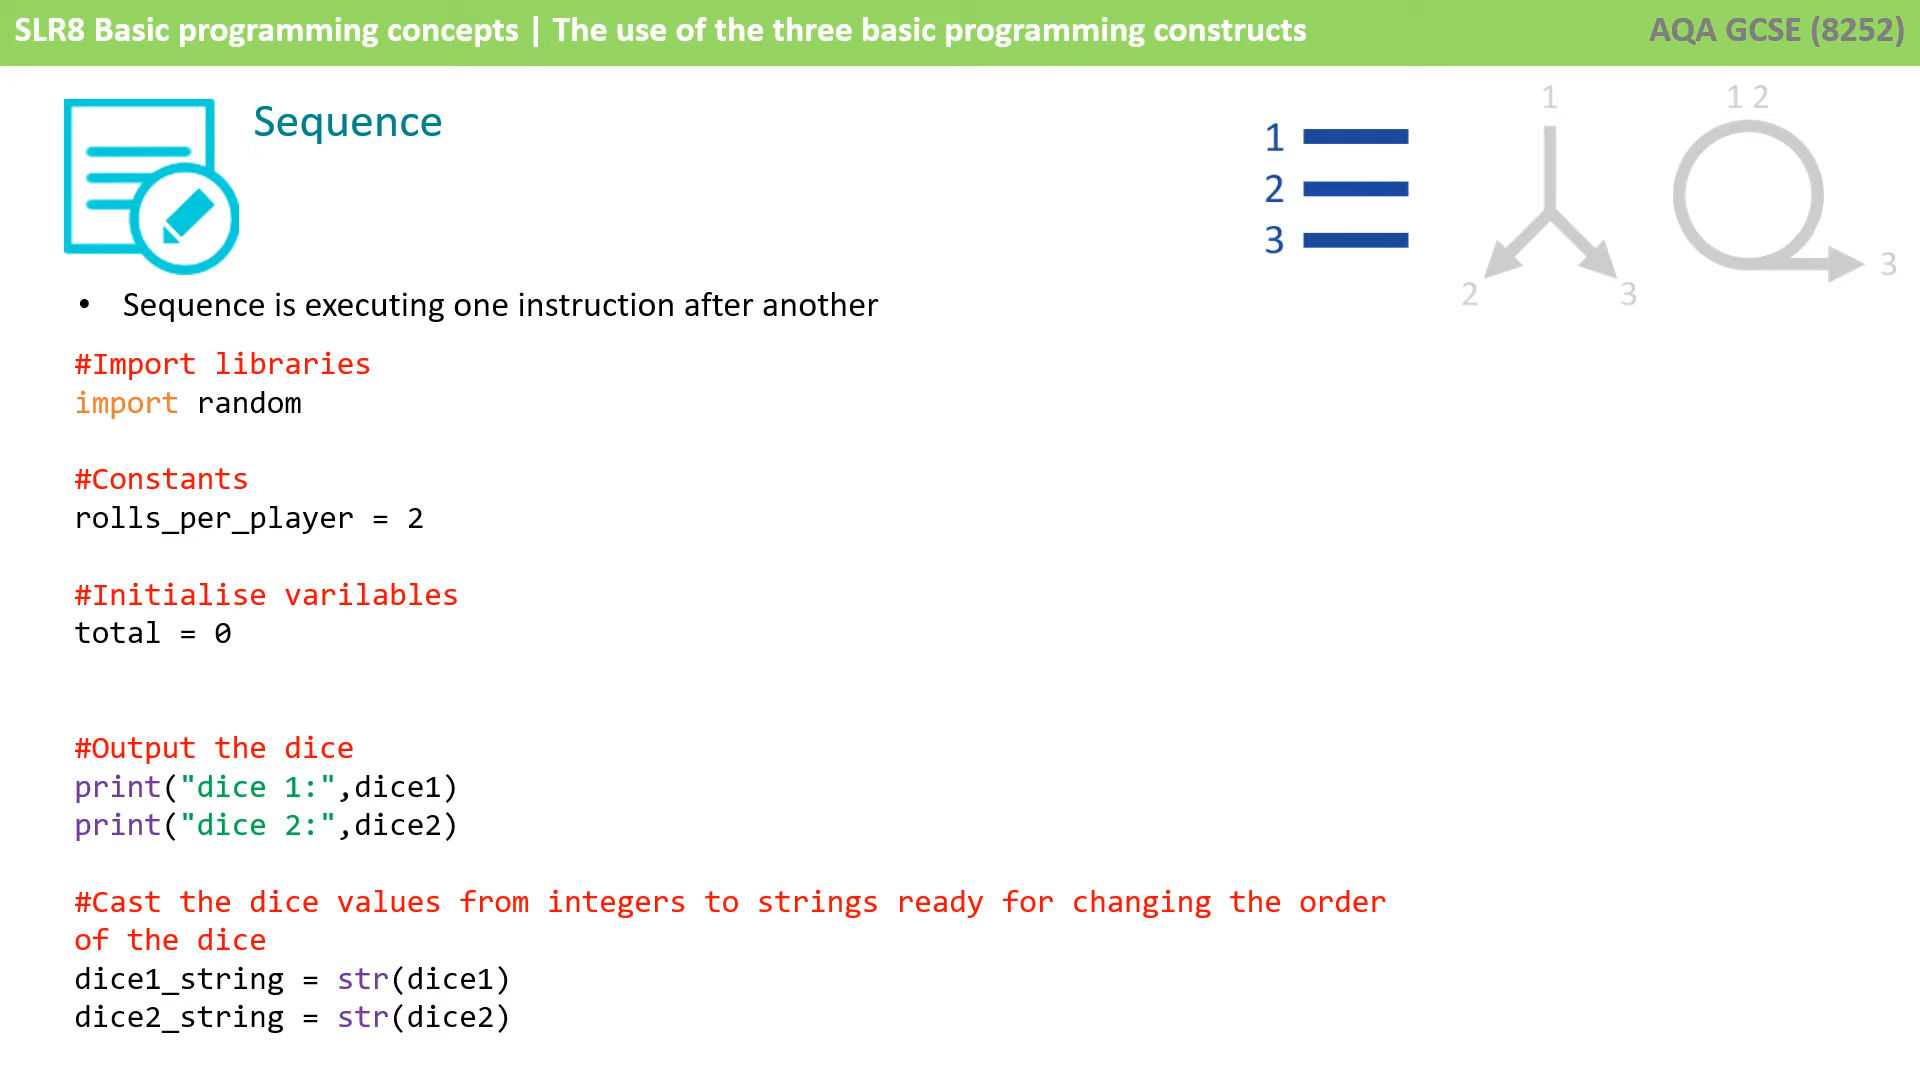 SLR8 Basic programming concepts | The use of the three basic programming constructs
AQA GCSE (8252)
Sequence
1
2
3
1
2
3
1 2
3
• Sequence is executing one instruction after another
#Import libraries
import random
#Constants
rolls_per_player = 2
#Initialise varilables
total = 0
#Output the dice
print("dice 1:",dice1)
print("dice 2:",dice2)
#Cast the dice values from integers to strings ready for changing the order
of the dice
dice1_string = str(dice1)
dice2_string = str(dice2)